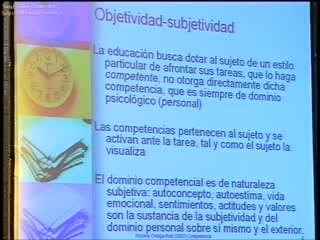 Objetividad-subjetividad
La educación busca dotar al sujeto de un estilo
particular de afrontar sus tareas, que lo haga
competente, no otorga directamente dicha
competencia, que es siempre de dominio
psicológico (personal)
Las competencias pertenecen al sujeto y se
activan ante la tarea, tal y como el sujeto la
visualiza
El dominio competencial es de naturaleza
subjetiva: autoconcepto, autoestima, vida
emocional, sentimientos, actitudes y valores
son la sustancia de la subjetividad y del
dominio personal sobre sí mismo y el exterior.